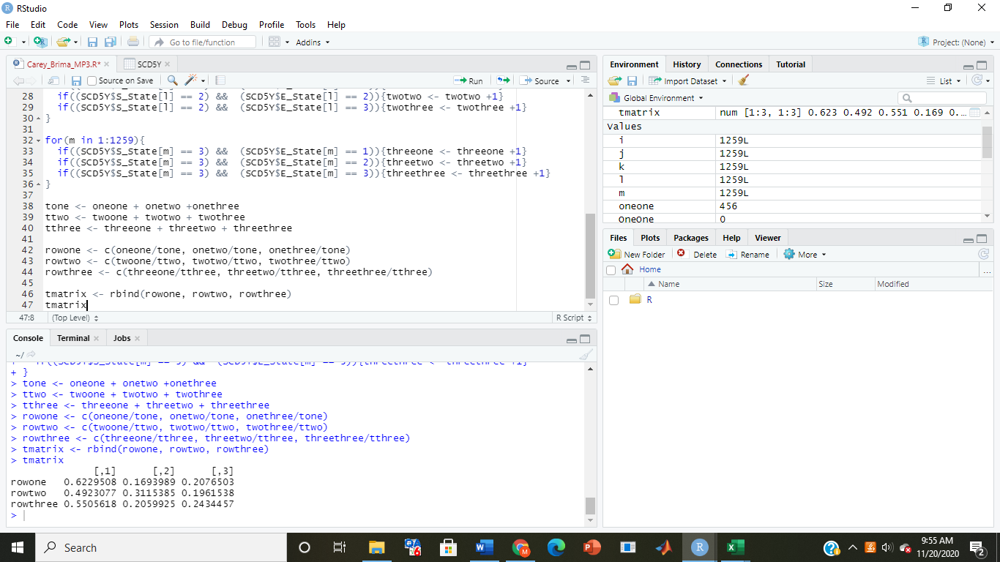 RStudio
File Edit Code View Plots Session Build Debug Profile Tools Help
Go to file/function
Addins
Project: (None)
Carey_Brima_MP3.R*
SCD5Y
Source on Save
Run
Source
28 if((SCD5Y$S_State[l] == 2) && (SCD5Y$E_State[l] == 2)){twotwo <- twotwo +1}
29 if((SCD5Y$S_State[l] == 2) && (SCD5Y$E_State[l] == 3)){twothree <- twothree +1}
30 }
31
32 for(m in 1:1259){
33 if((SCD5Y$S_State[m] == 3) && (SCD5Y$E_State[m] == 1)){threeone <- threeone +1}
34 if((SCD5Y$S_State[m] == 3) && (SCD5Y$E_State[m] == 2)){threetwo <- threetwo +1}
35 if((SCD5Y$S_State[m] == 3) && (SCD5Y$E_State[m] == 3)){threethree <- threethree +1}
36 }
37
38 tone <- oneone + onetwo +onethree
39 ttwo <- twoone + twotwo + twothree
40 tthree <- threeone + threetwo + threethree
41
42 rowone <- c(oneone/tone, onetwo/tone, onethree/tone)
43 rowtwo <- c(twoone/ttwo, twotwo/ttwo, twothree/ttwo)
44 rowthree <- c(threeone/tthree, threetwo/tthree, threethree/tthree)
45
46 tmatrix <- rbind(rowone, rowtwo, rowthree)
47 tmatrix
47:8 (Top Level) R Script
Console Terminal Jobs
~/
+ if((SCD5Y$S_State[m] == 3) && (SCD5Y$E_State[m] == 3)){threethree <- threethree +1}
+ }
> tone <- oneone + onetwo +onethree
> ttwo <- twoone + twotwo + twothree
> tthree <- threeone + threetwo + threethree
> rowone <- c(oneone/tone, onetwo/tone, onethree/tone)
> rowtwo <- c(twoone/ttwo, twotwo/ttwo, twothree/ttwo)
> rowthree <- c(threeone/tthree, threetwo/tthree, threethree/tthree)
> tmatrix <- rbind(rowone, rowtwo, rowthree)
> tmatrix
[,1] [,2] [,3]
rowone 0.6229508 0.1693989 0.2076503
rowtwo 0.4923077 0.3115385 0.1961538
rowthree 0.5505618 0.2059925 0.2434457
>
Environment History Connections Tutorial
Import Dataset
List
Global Environment
tmatrix num [1:3, 1:3] 0.623 0.492 0.551 0.169 0....
Values
i 1259L
j 1259L
k 1259L
l 1259L
m 1259L
oneone 456
OneOne 0
Files Plots Packages Help Viewer
New Folder Delete Rename More
Home
...
Name Size Modified
R
Search
9:55 AM
11/20/2020
2